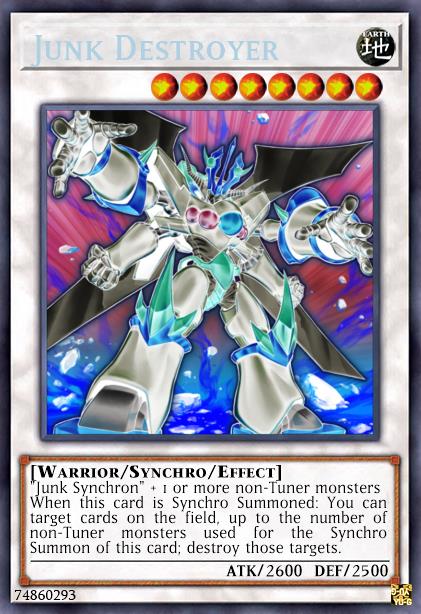 Junk Destroyer
EARTH
地
[Warrior/Synchro/Effect]
"Junk Synchron" + 1 or more non-Tuner monsters
When this card is Synchro Summoned: You can
target cards on the field, up to the number of
non-Tuner monsters used for the Synchro
Summon of this card; destroy those targets.
ATK/2600 DEF/2500
74860293